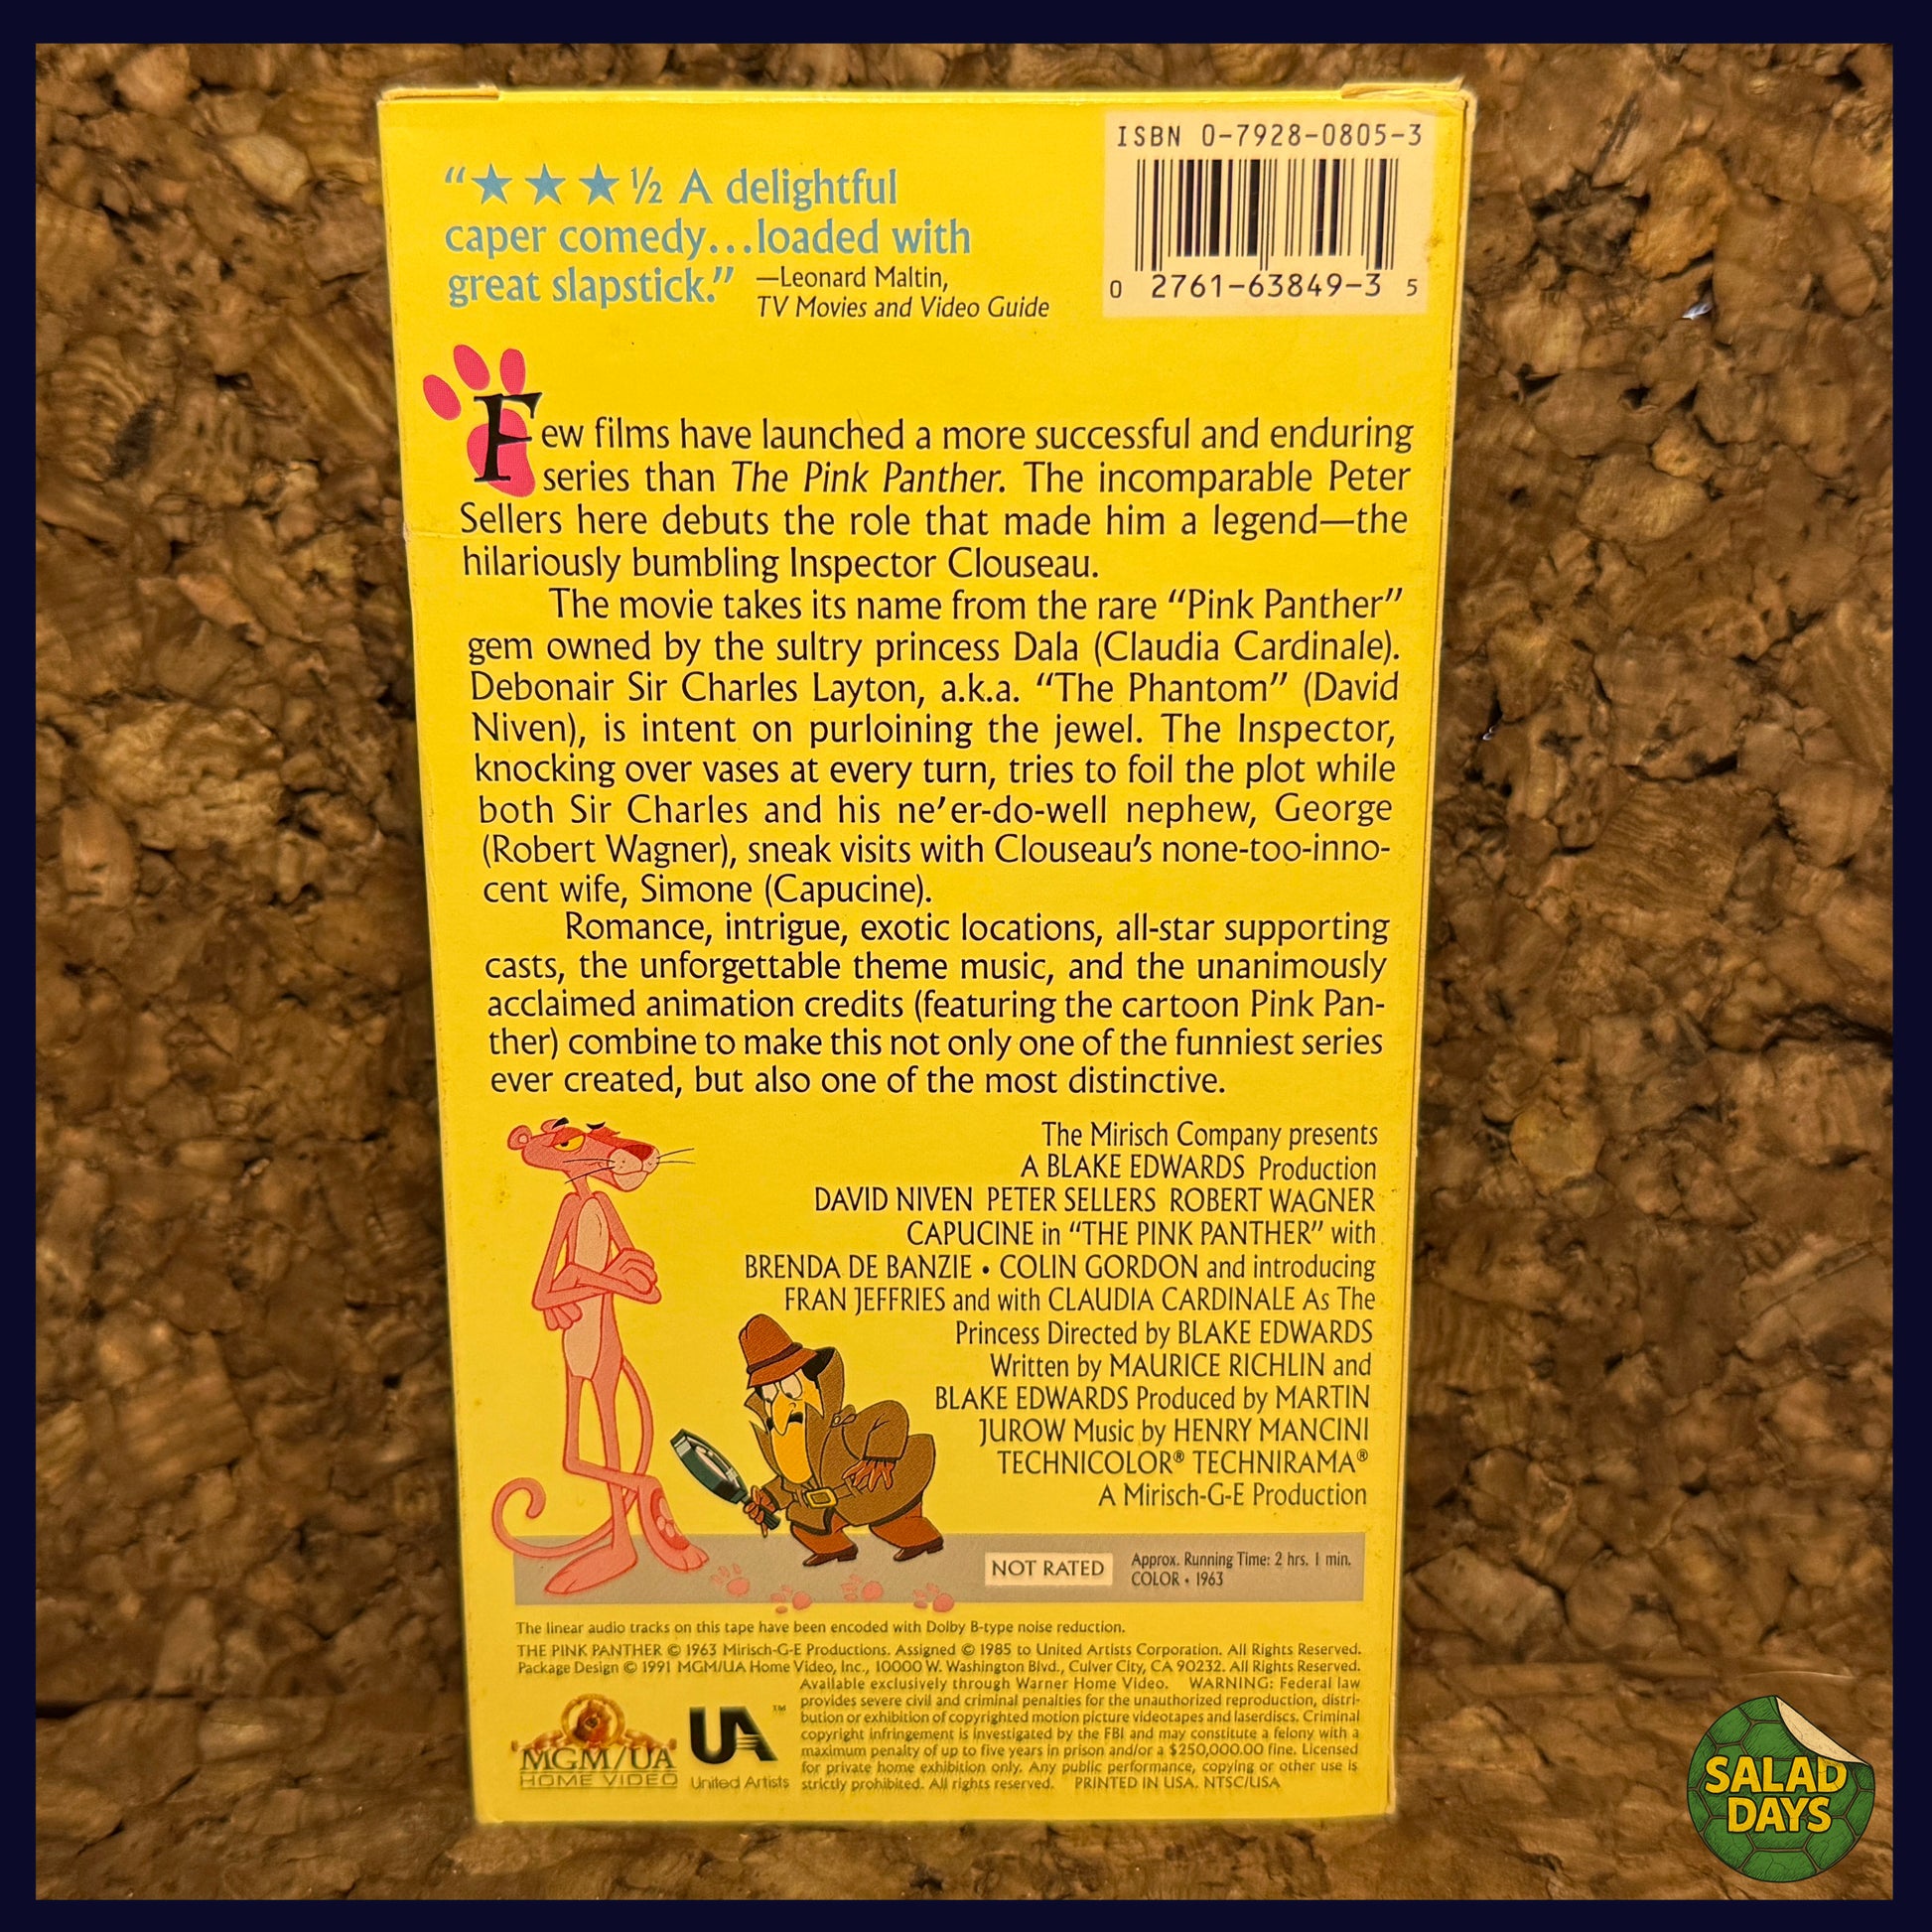 ISBN 0-7928-0805-3
0 2761-63849-3 5
“★★★½ A delightful
caper comedy...loaded with
great slapstick.” —Leonard Maltin,
TV Movies and Video Guide
Few films have launched a more successful and enduring
series than The Pink Panther. The incomparable Peter
Sellers here debuts the role that made him a legend—the
hilariously bumbling Inspector Clouseau.
The movie takes its name from the rare “Pink Panther”
gem owned by the sultry princess Dala (Claudia Cardinale).
Debonair Sir Charles Layton, a.k.a. “The Phantom” (David
Niven), is intent on purloining the jewel. The Inspector,
knocking over vases at every turn, tries to foil the plot while
both Sir Charles and his ne’er-do-well nephew, George
(Robert Wagner), sneak visits with Clouseau’s none-too-inno-
cent wife, Simone (Capucine).
Romance, intrigue, exotic locations, all-star supporting
casts, the unforgettable theme music, and the unanimously
acclaimed animation credits (featuring the cartoon Pink Pan-
ther) combine to make this not only one of the funniest series
ever created, but also one of the most distinctive.
The Mirisch Company presents
A BLAKE EDWARDS Production
DAVID NIVEN PETER SELLERS ROBERT WAGNER
CAPUCINE in “THE PINK PANTHER” with
BRENDA DE BANZIE • COLIN GORDON and introducing
FRAN JEFFRIES and with CLAUDIA CARDINALE As The
Princess Directed by BLAKE EDWARDS
Written by MAURICE RICHLIN and
BLAKE EDWARDS Produced by MARTIN
JUROW Music by HENRY MANCINI
TECHNICOLOR® TECHNIRAMA®
A Mirisch-G-E Production
NOT RATED
Approx. Running Time: 2 hrs. 1 min.
COLOR • 1963
The linear audio tracks on this tape have been encoded with Dolby B-type noise reduction.
THE PINK PANTHER © 1963 Mirisch-G-E Productions. Assigned © 1985 to United Artists Corporation. All Rights Reserved.
Package Design © 1991 MGM/UA Home Video, Inc., 10000 W. Washington Blvd., Culver City, CA 90232. All Rights Reserved.
Available exclusively through Warner Home Video. WARNING: Federal law
provides severe civil and criminal penalties for the unauthorized reproduction, distri-
bution or exhibition of copyrighted motion picture videotapes and laserdiscs. Criminal
copyright infringement is investigated by the FBI and may constitute a felony with a
maximum penalty of up to five years in prison and/or a $250,000.00 fine. Licensed
for private home exhibition only. Any public performance, copying or other use is
strictly prohibited. All rights reserved. PRINTED IN USA. NTSC/USA
MGM/UA
HOME VIDEO
UA™
United Artists
SALAD
DAYS